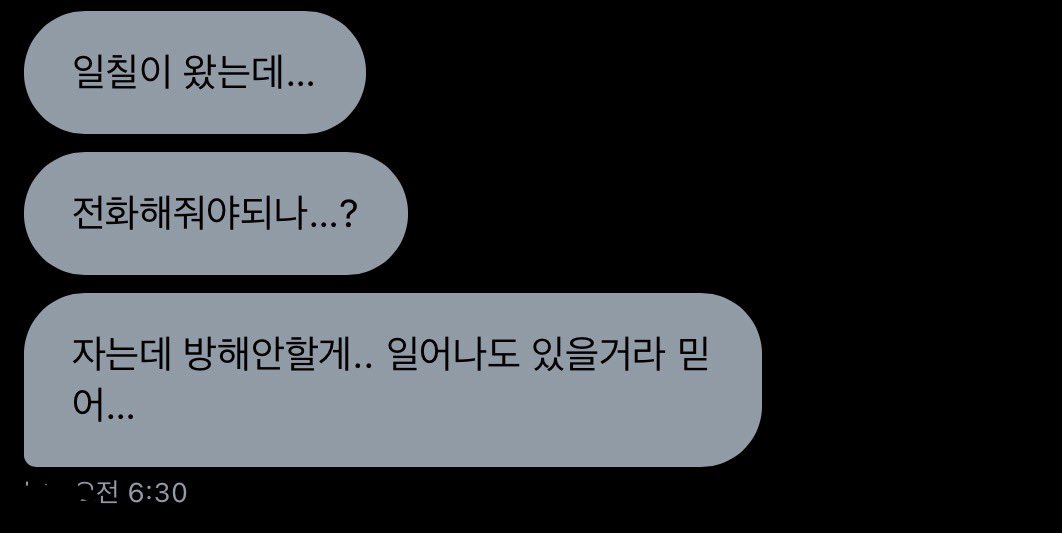 일칠이 왔는데...
전화해줘야되나...?
자는데 방해안할게.. 일어나도 있을거라 믿
어...
오전 6:30